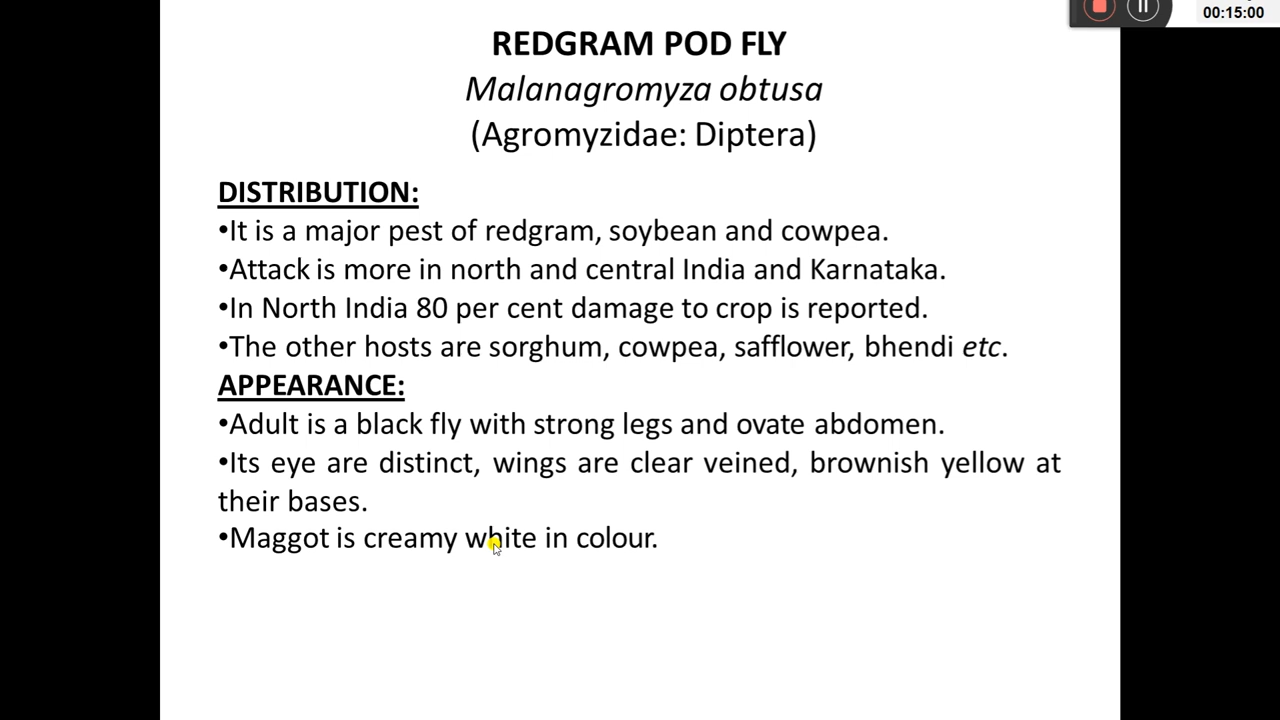 00:15:00
REDGRAM POD FLY
Malanagromyza obtusa
(Agromyzidae: Diptera)
DISTRIBUTION:
•It is a major pest of redgram, soybean and cowpea.
•Attack is more in north and central India and Karnataka.
•In North India 80 per cent damage to crop is reported.
•The other hosts are sorghum, cowpea, safflower, bhendi etc.
APPEARANCE:
•Adult is a black fly with strong legs and ovate abdomen.
•Its eye are distinct, wings are clear veined, brownish yellow at
their bases.
•Maggot is creamy white in colour.